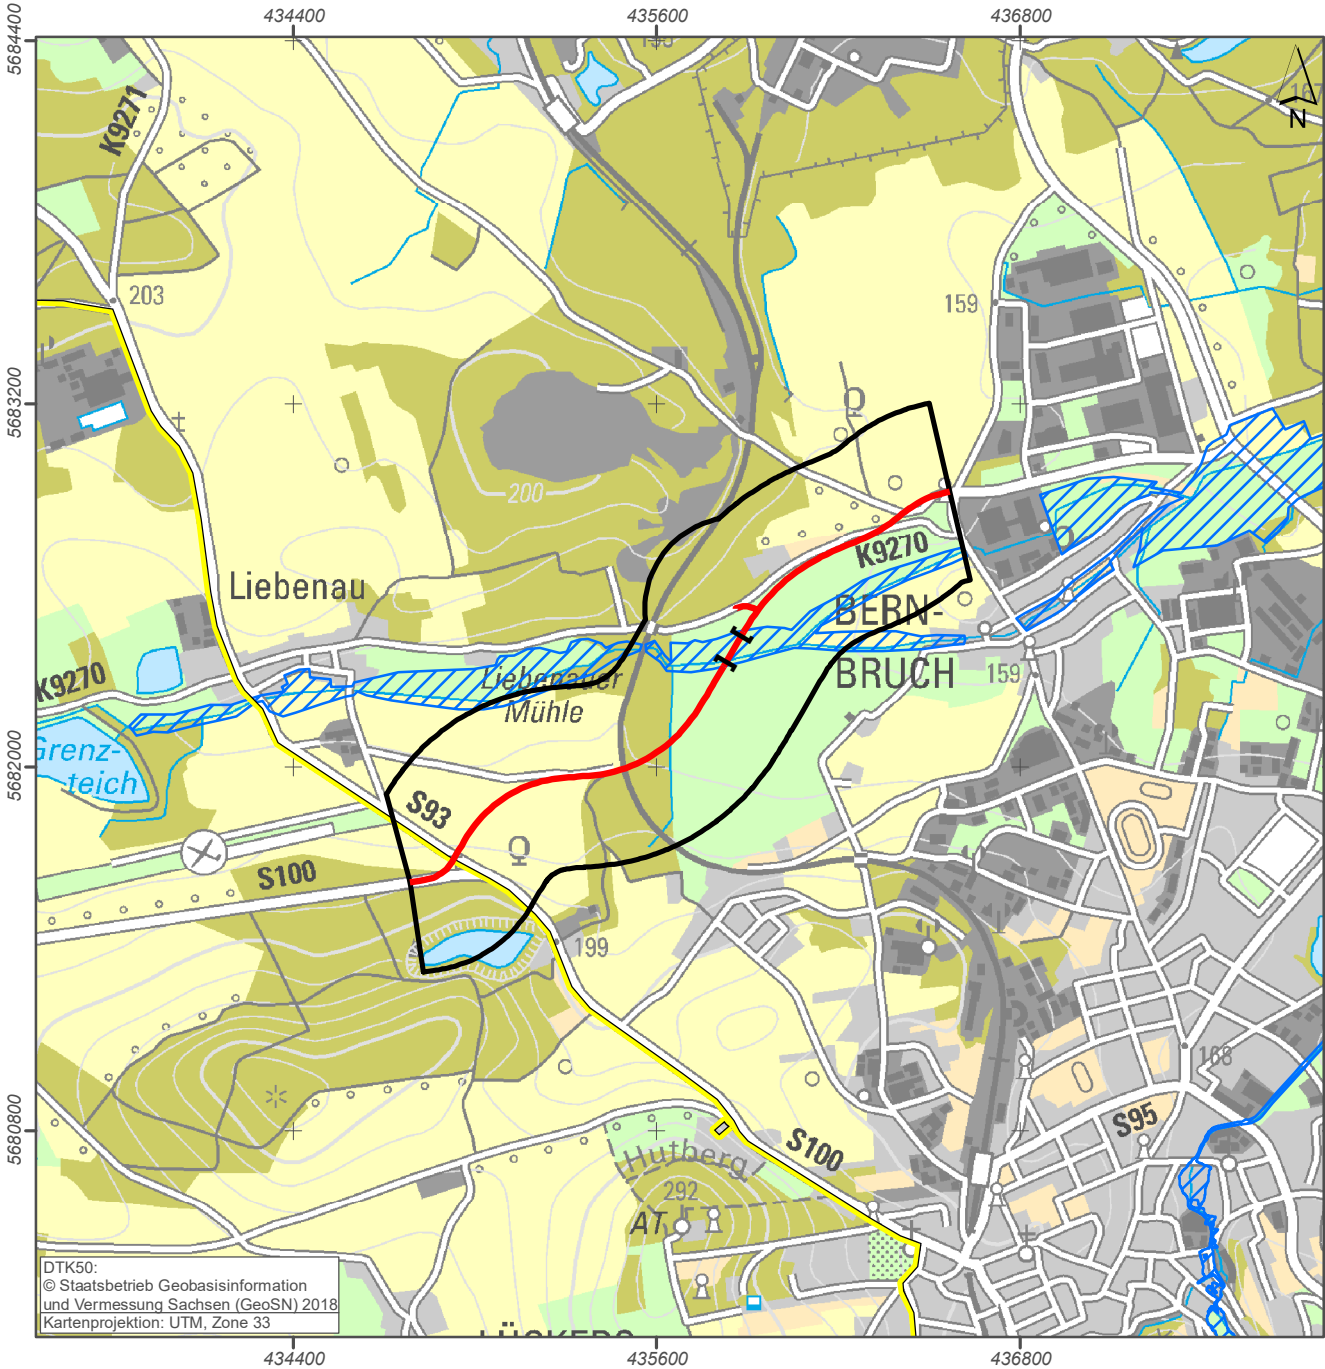 434400
435600
436800
5684400
K9271
167
N
203
159
5683200
200
K9270
Liebenau
BERN-
BRUCH
159
Liebenauer
Mühle
K9270
Grenz-
teich
5682000
S93
S100
199
168
S95
5680800
S100
Hutberg
292
AT
DTK50:
© Staatsbetrieb Geobasisinformation
und Vermessung Sachsen (GeoSN) 2018
Kartenprojektion: UTM, Zone 33
434400
435600
436800